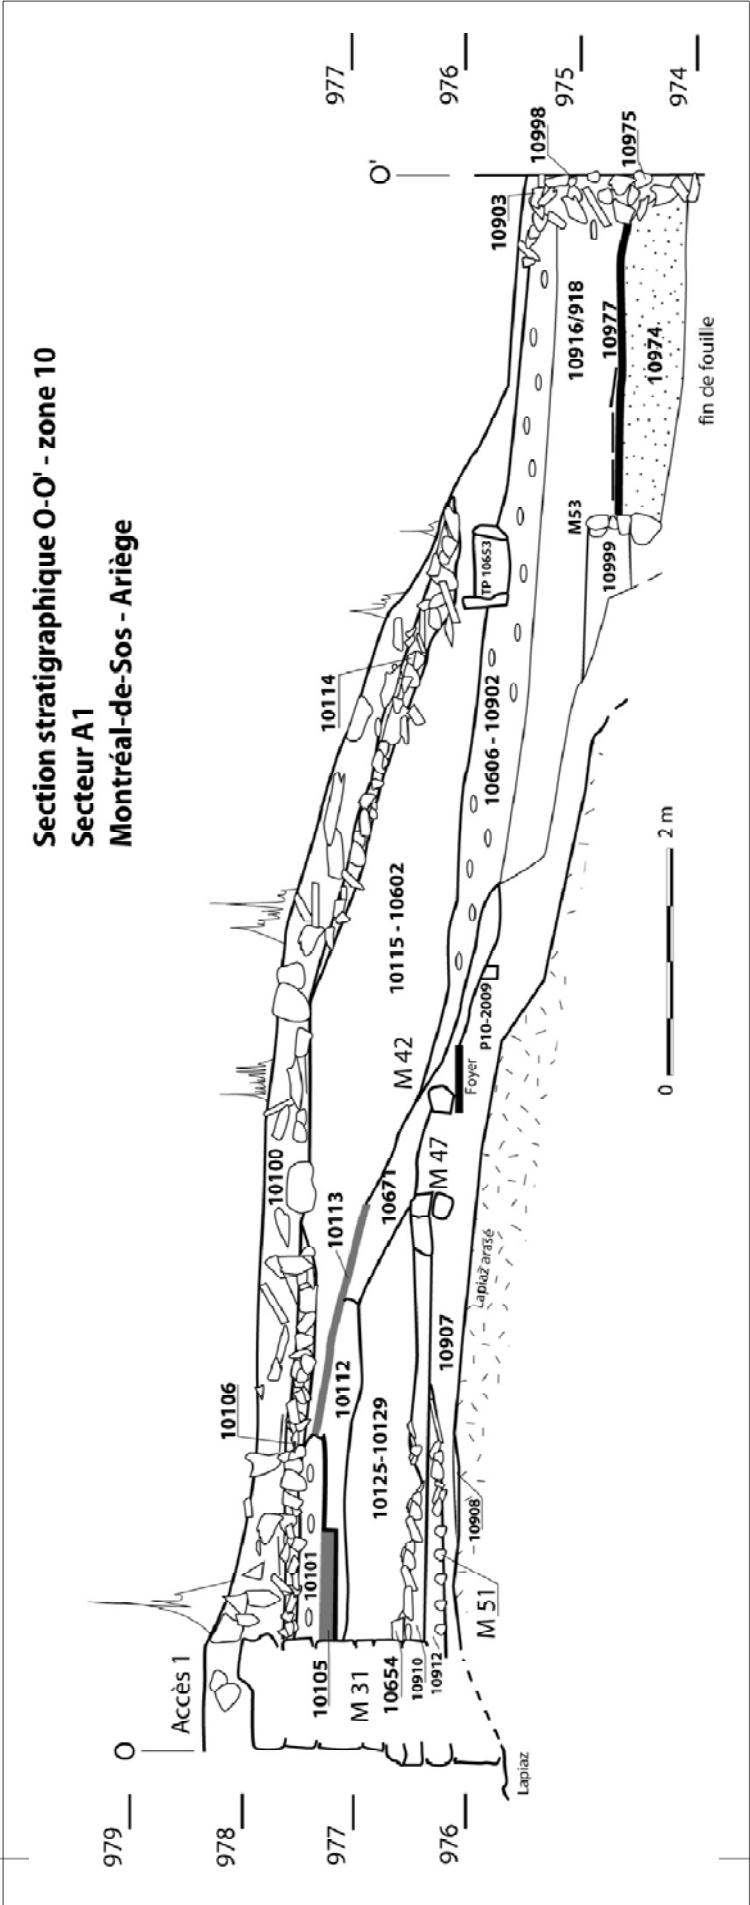 Section stratigraphique O-O' - zone 10
Secteur A1
Montréal-de-Sos - Ariège
O
Accès 1
O'
979
978
977
976
977
976
975
974
10106
10100
10114
10903
10998
10975
10101
10105
10112
10113
M 31
10125-10129
10671
M 42
10115 - 10602
TP 10653
10606 - 10902
10916/918
10977
10974
M53
10999
fin de fouille
10654
10910
10912
M 51
10908
10907
M 47
Foyer
P10-2009
Lapiaz arasé
Lapiaz
0
2 m